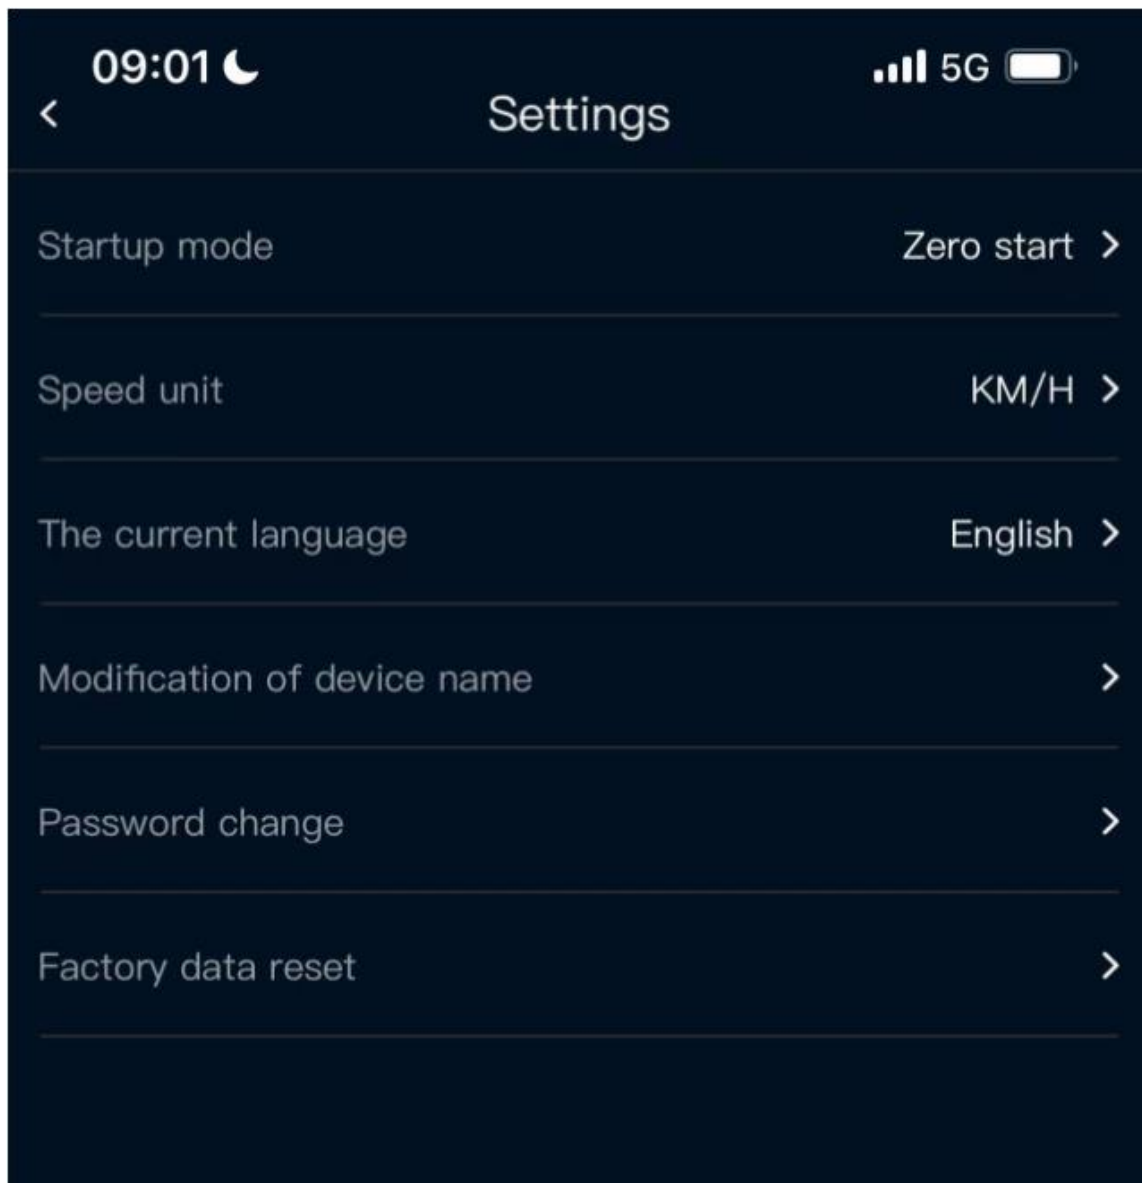 09:01
5G
Settings
Startup mode
Zero start
Speed unit
KM/H
The current language
English
Modification of device name
Password change
Factory data reset